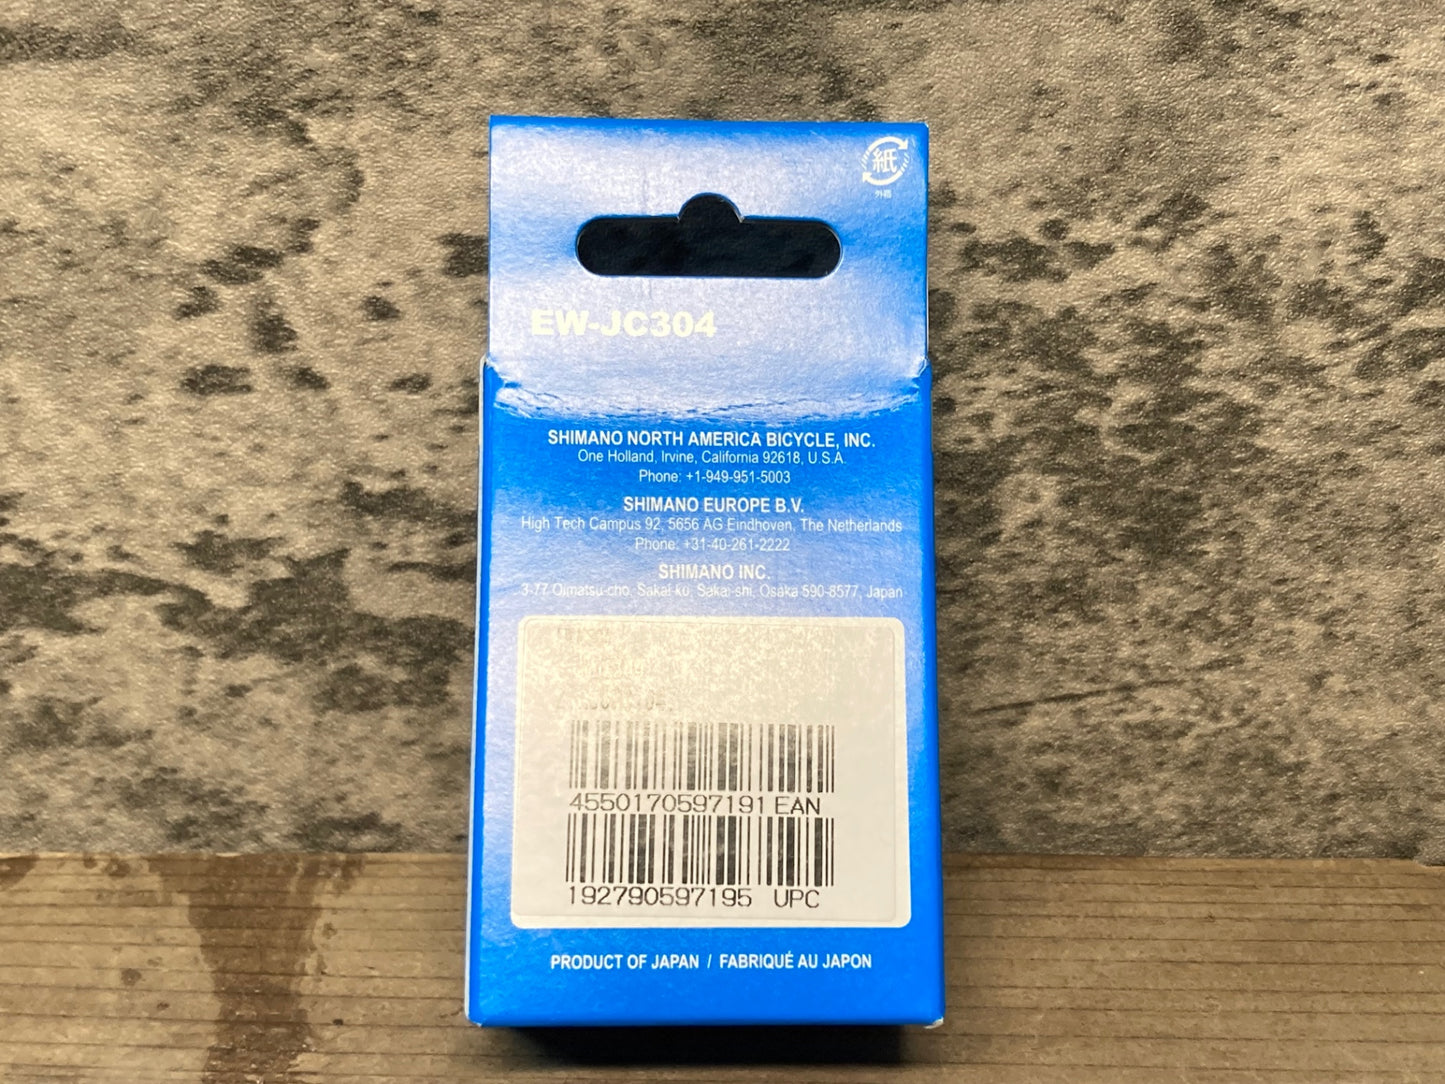 紙
外箱
EW-JC304
SHIMANO NORTH AMERICA BICYCLE, INC.
One Holland, Irvine, California 92618, U.S.A.
Phone: +1-949-951-5003
SHIMANO EUROPE B.V.
High Tech Campus 92, 5656 AG Eindhoven, The Netherlands
Phone: +31-40-261-2222
SHIMANO INC.
3-77 Oimatsu-cho, Sakai-ku, Sakai-shi, Osaka 590-8577, Japan
4550170597191 EAN
192790597195 UPC
PRODUCT OF JAPAN / FABRIQUÉ AU JAPON